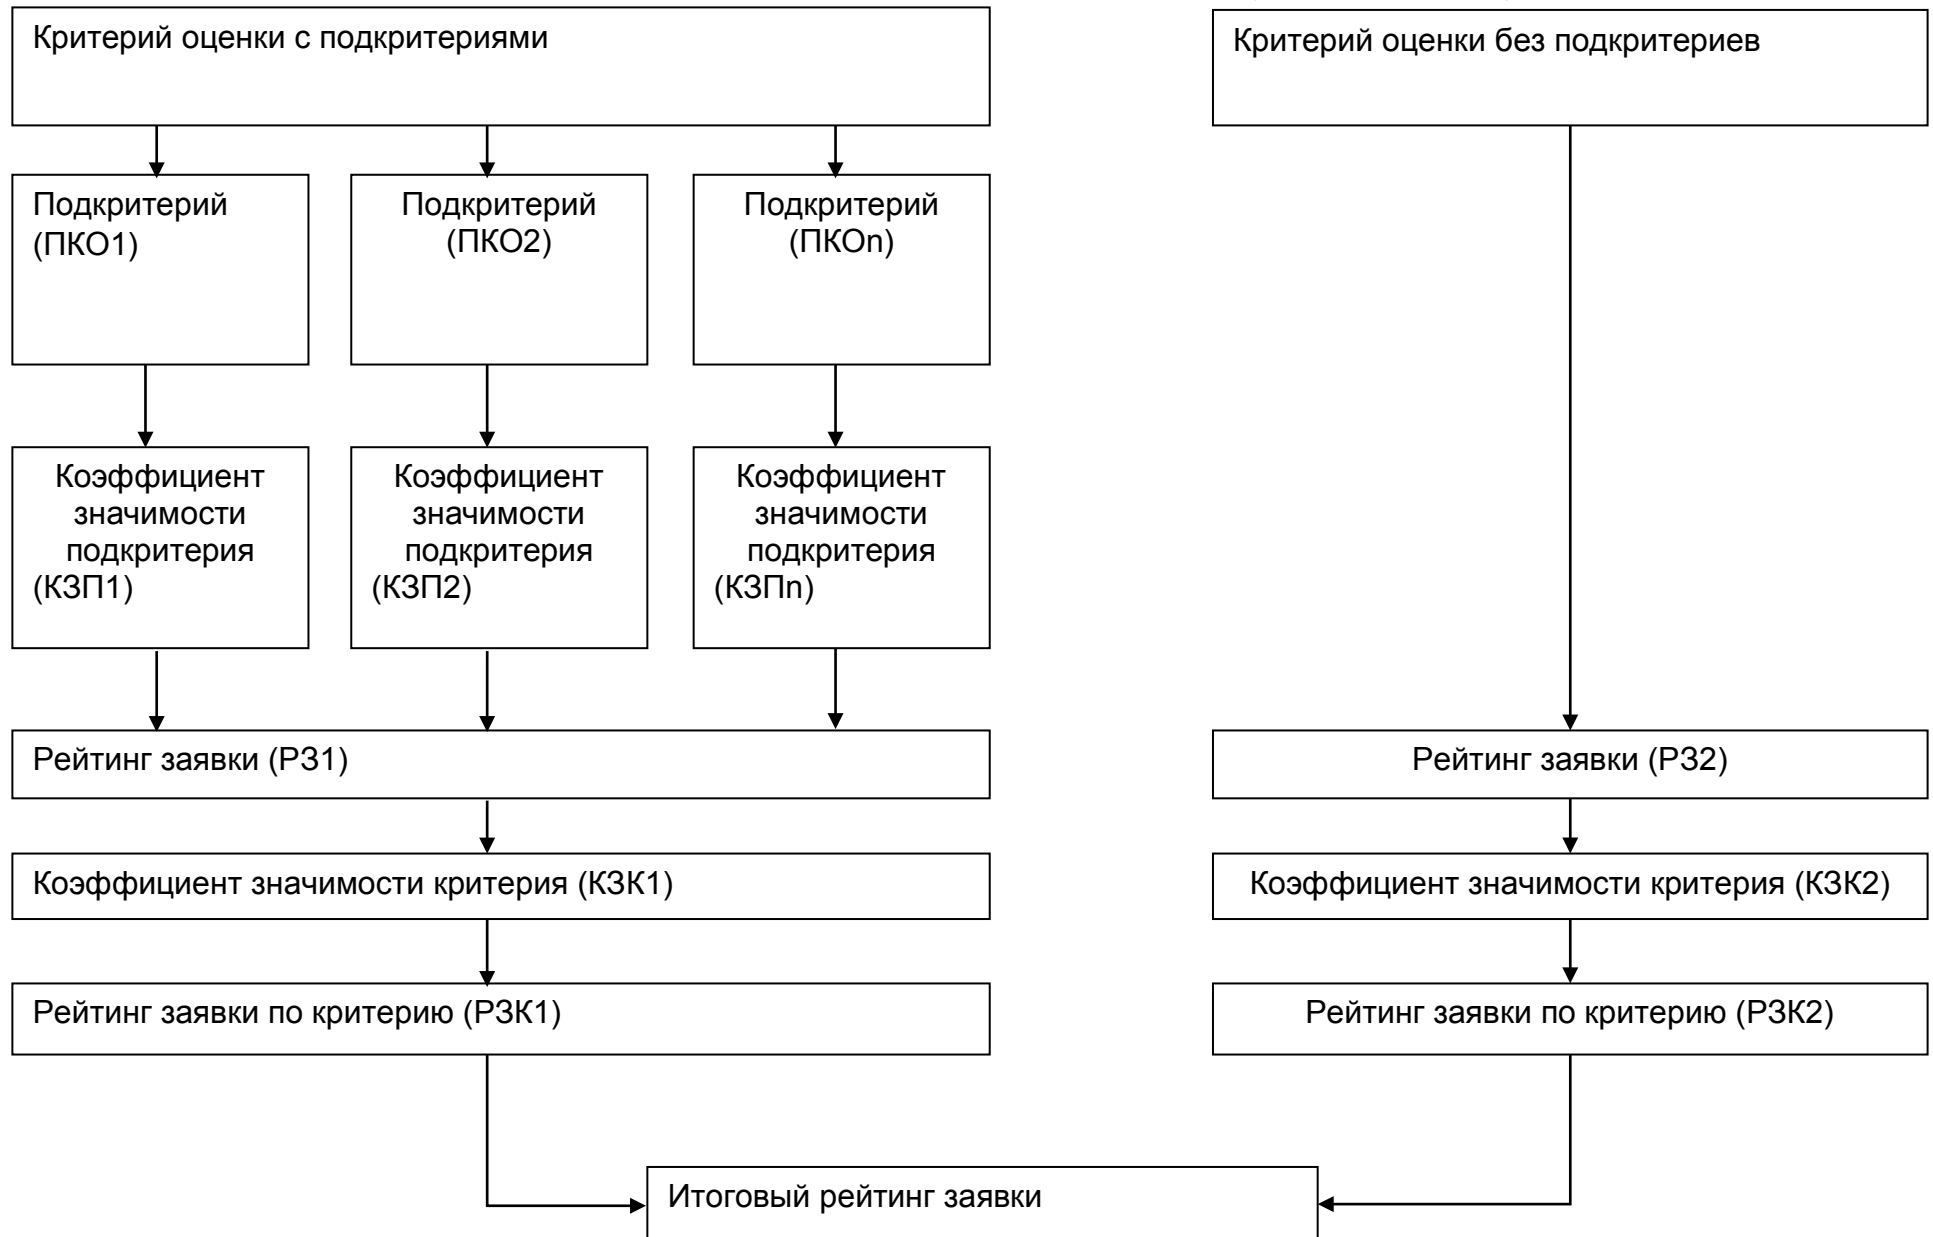 Критерий оценки с подкритериями
Критерий оценки без подкритериев
Подкритерий
(ПКО1)
Подкритерий
(ПКО2)
Подкритерий
(ПКОn)
Коэффициент
значимости
подкритерия
(КЗП1)
Коэффициент
значимости
подкритерия
(КЗП2)
Коэффициент
значимости
подкритерия
(КЗПn)
Рейтинг заявки (РЗ1)
Рейтинг заявки (РЗ2)
Коэффициент значимости критерия (КЗК1)
Коэффициент значимости критерия (КЗК2)
Рейтинг заявки по критерию (РЗК1)
Рейтинг заявки по критерию (РЗК2)
Итоговый рейтинг заявки